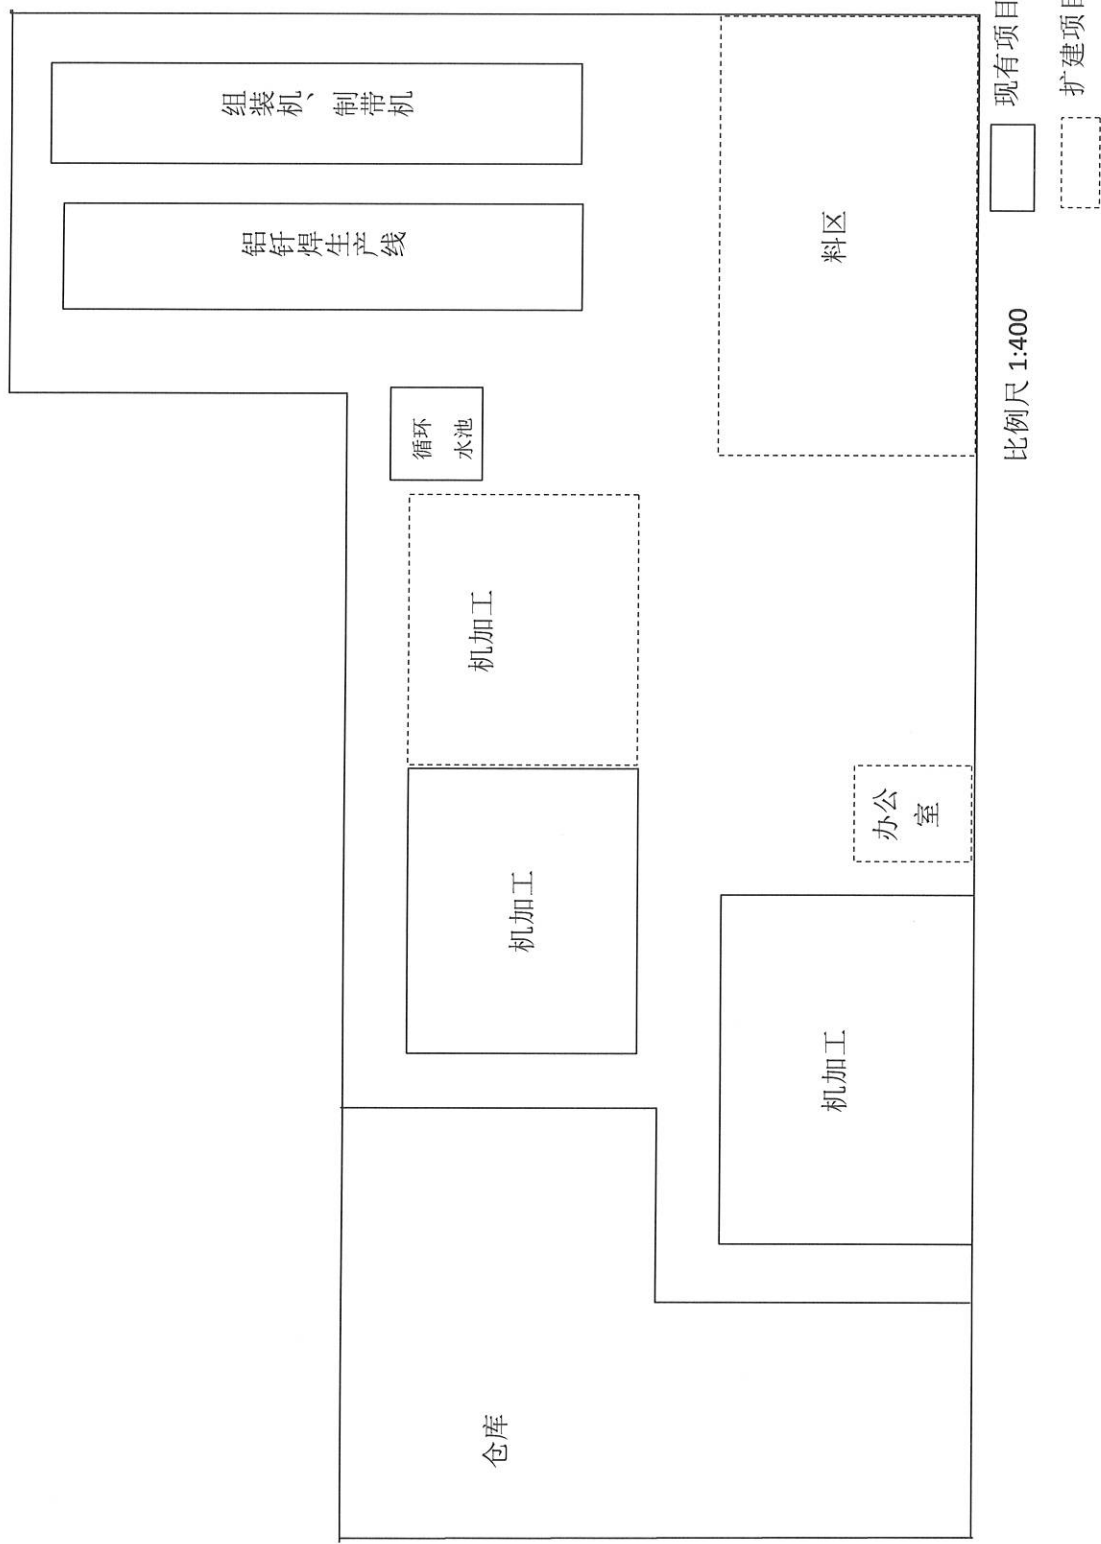 组装机、制带机
铝钎焊生产线
循环
水池
机加工
机加工
仓库
料区
办公
室
机加工
比例尺 1:400
现有项目
扩建项目